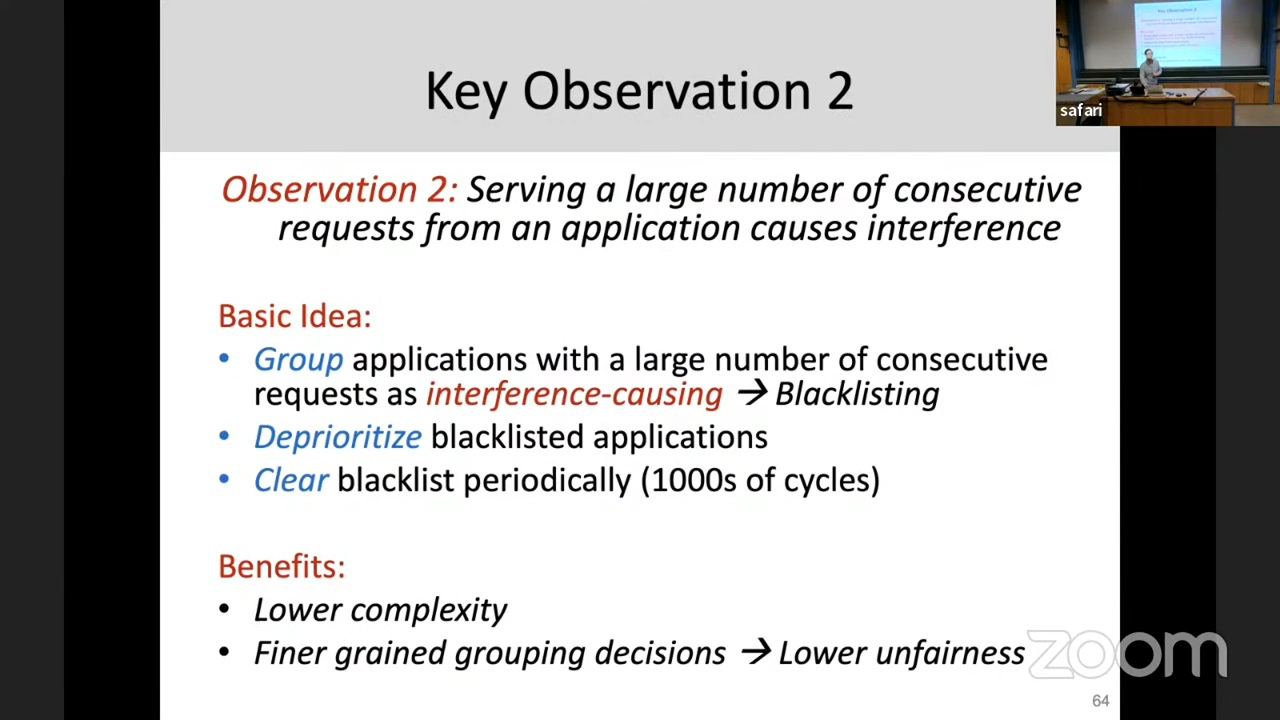 Key Observation 2
safari
Observation 2: Serving a large number of consecutive
requests from an application causes interference
Basic Idea:
• Group applications with a large number of consecutive
requests as interference-causing → Blacklisting
• Deprioritize blacklisted applications
• Clear blacklist periodically (1000s of cycles)
Benefits:
• Lower complexity
• Finer grained grouping decisions → Lower unfairness
zoom
64